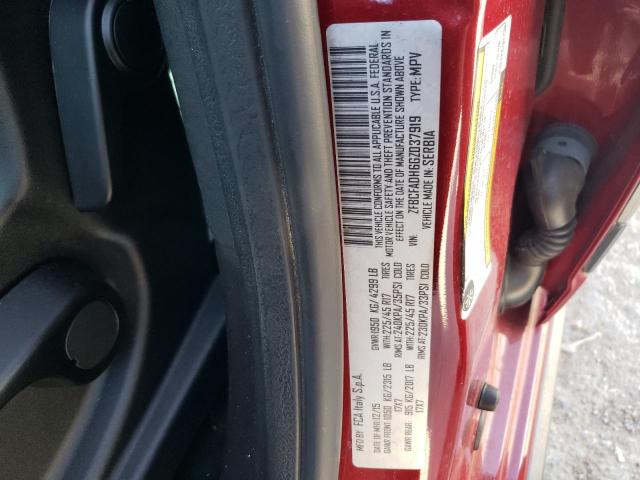 MFD BY: FCA Italy S.p.A.
DATE OF MFR:12/15 GVWR:1950 KG/4299 LB
GAWR FRONT:1050 KG/2315 LB WITH:225/45 R17 TIRES
17X7 RIMS AT:240KPA/35PSI COLD
GAWR REAR: 915 KG/2017 LB WITH:225/45 R17 TIRES
17X7 RIMS AT:230KPA/33PSI COLD
THIS VEHICLE CONFORMS TO ALL APPLICABLE U.S.A. FEDERAL
MOTOR VEHICLE SAFETY AND THEFT PREVENTION STANDARDS IN
EFFECT ON THE DATE OF MANUFACTURE SHOWN ABOVE
VIN: ZFBCFADH6GZ037919 TYPE:MPV
VEHICLE MADE IN: SERBIA